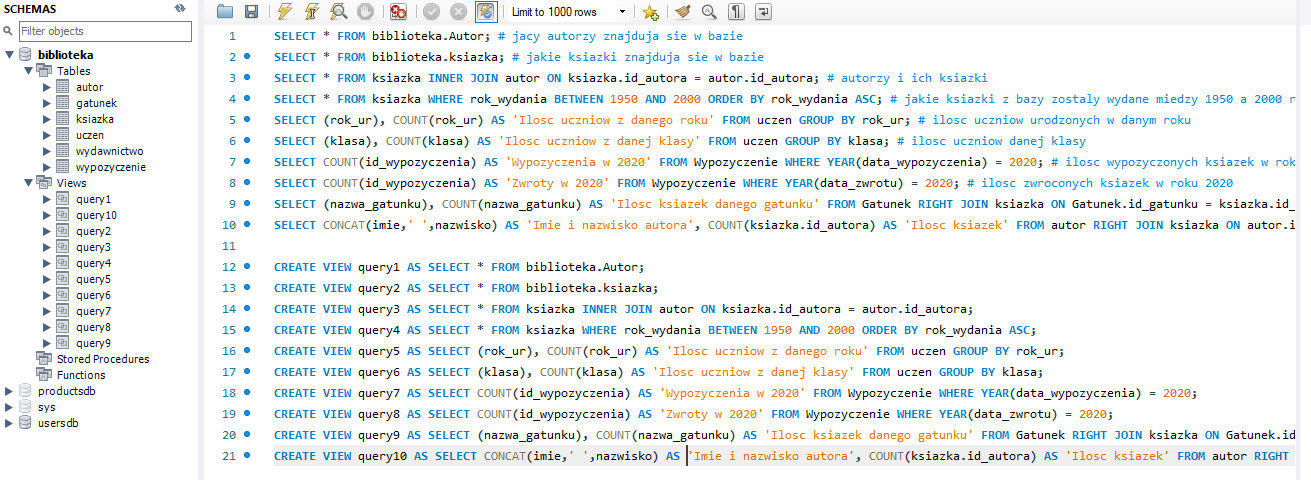 SCHEMAS
Filter objects
biblioteka
Tables
autor
gatunek
ksiazka
uczen
wydawnictwo
wypozyczenie
Views
query1
query10
query2
query3
query4
query5
query6
query7
query8
query9
Stored Procedures
Functions
productsdb
sys
usersdb
Limit to 1000 rows
1 SELECT * FROM biblioteka.Autor; # jacy autorzy znajduja sie w bazie
2 SELECT * FROM biblioteka.ksiazka; # jakie ksiazki znajduja sie w bazie
3 SELECT * FROM ksiazka INNER JOIN autor ON ksiazka.id_autora = autor.id_autora; # autorzy i ich ksiazki
4 SELECT * FROM ksiazka WHERE rok_wydania BETWEEN 1950 AND 2000 ORDER BY rok_wydania ASC; # jakie ksiazki z bazy zostaly wydane miedzy 1950 a 2000 r
5 SELECT (rok_ur), COUNT(rok_ur) AS 'Ilosc uczniow z danego roku' FROM uczen GROUP BY rok_ur; # ilosc uczniow urodzonych w danym roku
6 SELECT (klasa), COUNT(klasa) AS 'Ilosc uczniow z danej klasy' FROM uczen GROUP BY klasa; # ilosc uczniow danej klasy
7 SELECT COUNT(id_wypozyczenia) AS 'Wypozyczenia w 2020' FROM Wypozyczenie WHERE YEAR(data_wypozyczenia) = 2020; # ilosc wypozyczonych ksiazek w rok
8 SELECT COUNT(id_wypozyczenia) AS 'Zwroty w 2020' FROM Wypozyczenie WHERE YEAR(data_zwrotu) = 2020; # ilosc zwroconych ksiazek w roku 2020
9 SELECT (nazwa_gatunku), COUNT(nazwa_gatunku) AS 'Ilosc ksiazek danego gatunku' FROM Gatunek RIGHT JOIN ksiazka ON Gatunek.id_gatunku = ksiazka.id_
10 SELECT CONCAT(imie,' ',nazwisko) AS 'Imie i nazwisko autora', COUNT(ksiazka.id_autora) AS 'Ilosc ksiazek' FROM autor RIGHT JOIN ksiazka ON autor.i
11
12 CREATE VIEW query1 AS SELECT * FROM biblioteka.Autor;
13 CREATE VIEW query2 AS SELECT * FROM biblioteka.ksiazka;
14 CREATE VIEW query3 AS SELECT * FROM ksiazka INNER JOIN autor ON ksiazka.id_autora = autor.id_autora;
15 CREATE VIEW query4 AS SELECT * FROM ksiazka WHERE rok_wydania BETWEEN 1950 AND 2000 ORDER BY rok_wydania ASC;
16 CREATE VIEW query5 AS SELECT (rok_ur), COUNT(rok_ur) AS 'Ilosc uczniow z danego roku' FROM uczen GROUP BY rok_ur;
17 CREATE VIEW query6 AS SELECT (klasa), COUNT(klasa) AS 'Ilosc uczniow z danej klasy' FROM uczen GROUP BY klasa;
18 CREATE VIEW query7 AS SELECT COUNT(id_wypozyczenia) AS 'Wypozyczenia w 2020' FROM Wypozyczenie WHERE YEAR(data_wypozyczenia) = 2020;
19 CREATE VIEW query8 AS SELECT COUNT(id_wypozyczenia) AS 'Zwroty w 2020' FROM Wypozyczenie WHERE YEAR(data_zwrotu) = 2020;
20 CREATE VIEW query9 AS SELECT (nazwa_gatunku), COUNT(nazwa_gatunku) AS 'Ilosc ksiazek danego gatunku' FROM Gatunek RIGHT JOIN ksiazka ON Gatunek.id
21 CREATE VIEW query10 AS SELECT CONCAT(imie,' ',nazwisko) AS 'Imie i nazwisko autora', COUNT(ksiazka.id_autora) AS 'Ilosc ksiazek' FROM autor RIGHT